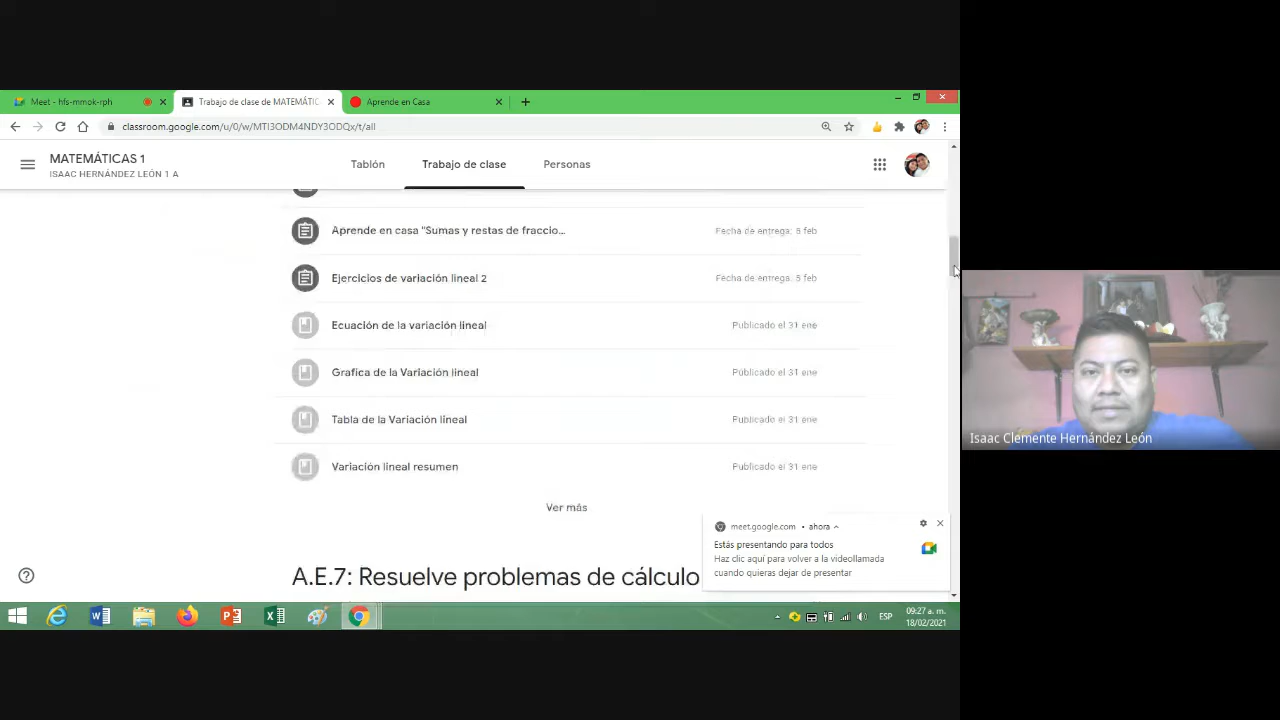 Meet - hfs-mmok-rph
Trabajo de clase de MATEMÁTIC
Aprende en Casa
classroom.google.com/u/0/w/MTI3ODM4NDY3ODQx/t/all
MATEMÁTICAS 1
ISAAC HERNÁNDEZ LEÓN 1 A
Tablón
Trabajo de clase
Personas
Aprende en casa "Sumas y restas de fraccio...
Fecha de entrega: 8 feb
Ejercicios de variación lineal 2
Fecha de entrega: 5 feb
Ecuación de la variación lineal
Publicado el 31 ene
Grafica de la Variación lineal
Publicado el 31 ene
Tabla de la Variación lineal
Publicado el 31 ene
Variación lineal resumen
Publicado el 31 ene
Ver más
A.E.7: Resuelve problemas de cálculo
meet.google.com • ahora
Estás presentando para todos
Haz clic aquí para volver a la videollamada
cuando quieras dejar de presentar
ESP
09:27 a. m.
18/02/2021
Isaac Clemente Hernández León